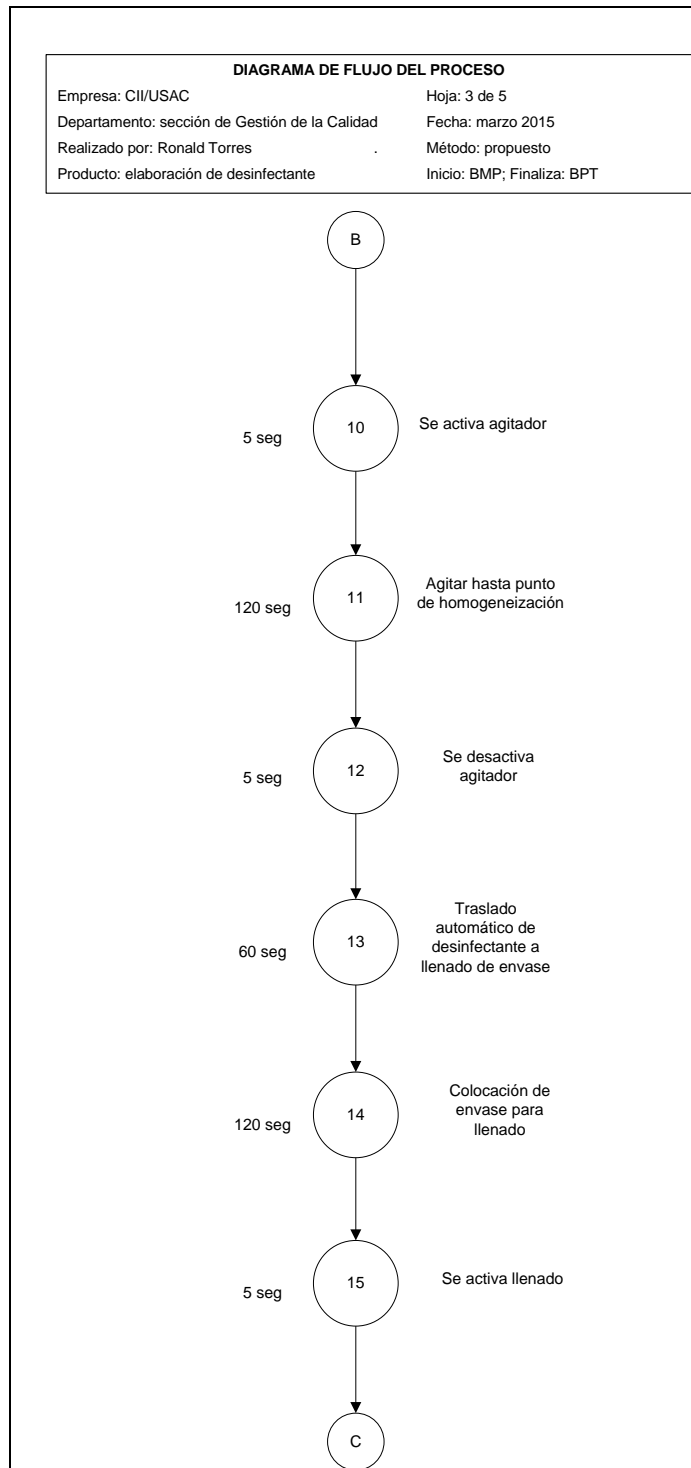 DIAGRAMA DE FLUJO DEL PROCESO
Empresa: CII/USAC
Hoja: 3 de 5
Departamento: sección de Gestión de la Calidad
Fecha: marzo 2015
Realizado por: Ronald Torres .
Método: propuesto
Producto: elaboración de desinfectante
Inicio: BMP; Finaliza: BPT
B
5 seg
10
Se activa agitador
120 seg
11
Agitar hasta punto
de homogeneización
5 seg
12
Se desactiva
agitador
60 seg
13
Traslado
automático de
desinfectante a
llenado de envase
120 seg
14
Colocación de
envase para
llenado
5 seg
15
Se activa llenado
C